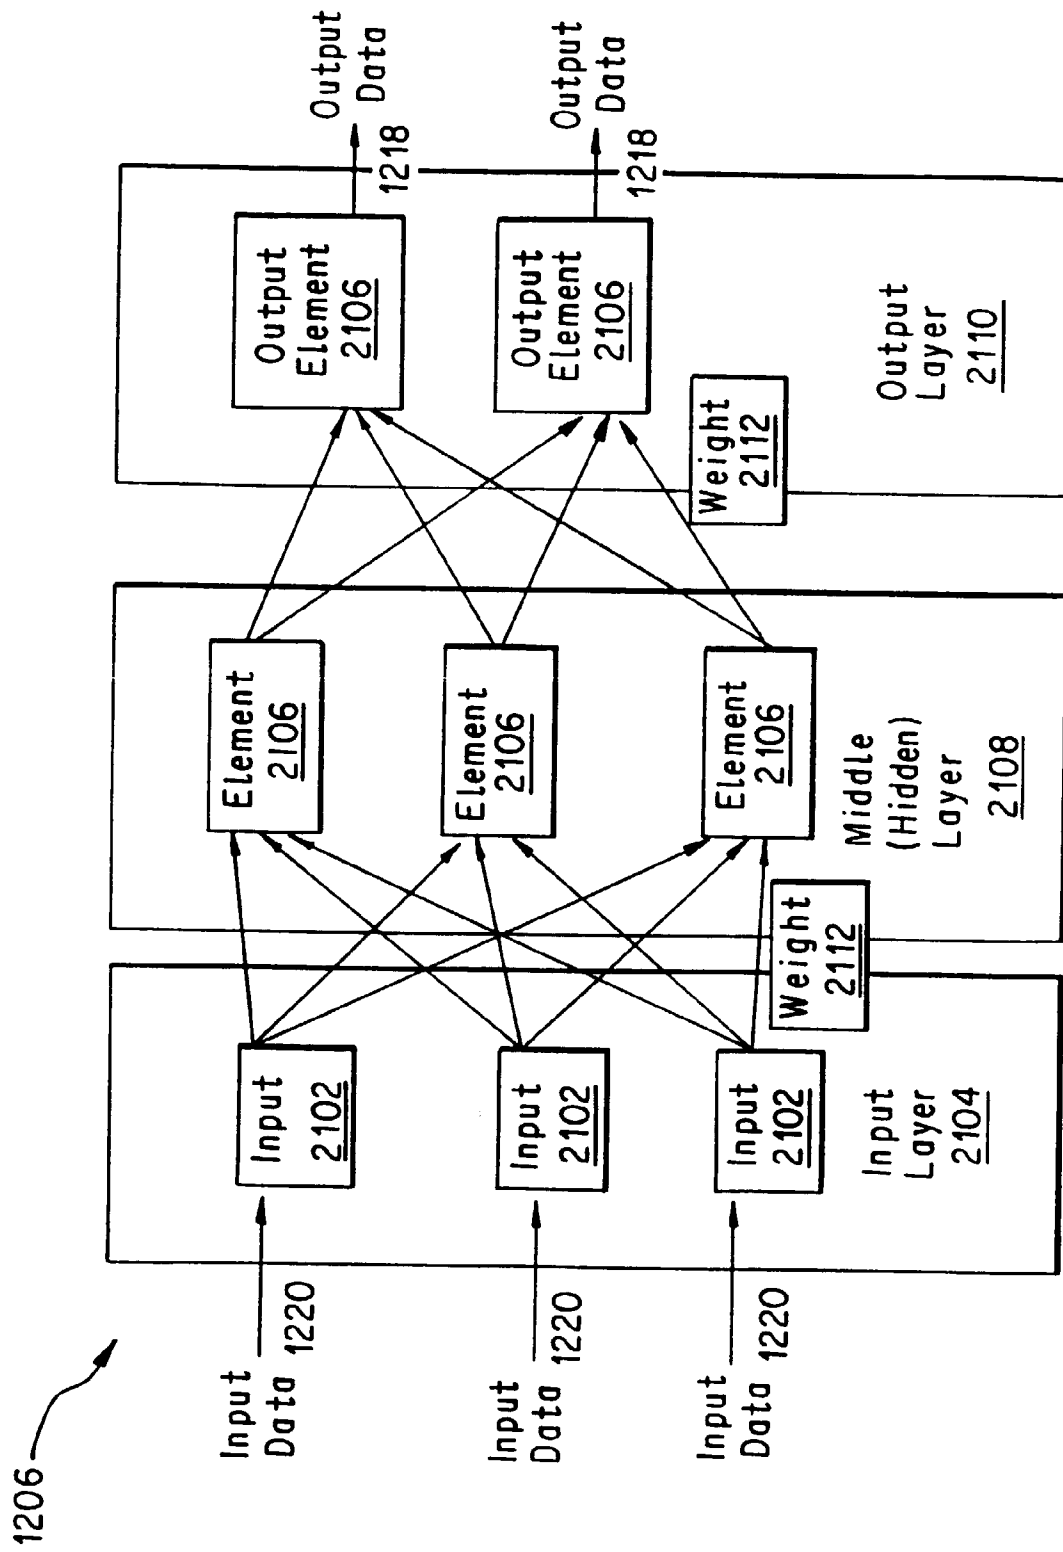 1206
Input
Data 1220
Input
Data 1220
Input
Data 1220
Input
2102
Input
2102
Input
2102
Input
Layer
2104
Weight
2112
Element
2106
Element
2106
Element
2106
Middle
(Hidden)
Layer
2108
Weight
2112
Output
Element
2106
Output
Element
2106
Output
Layer
2110
1218
Output
Data
1218
Output
Data